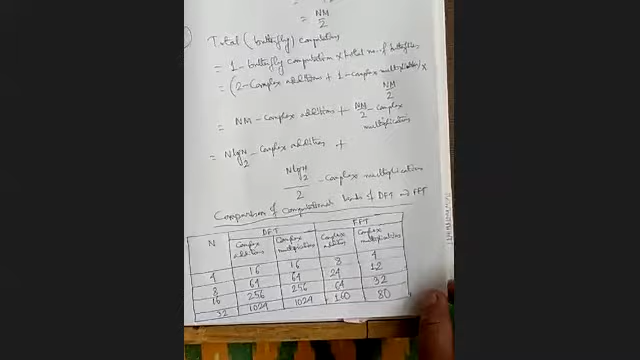 = NM/2
Total (butterfly) computations
= 1- butterfly computation × total no. of butterflies
= (2 - Complex additions + 1 - complex multiplications) × NM/2
= NM - complex additions + NM/2 - complex multiplications
= N log₂N - complex additions +
N log₂N / 2 - complex multiplications
Comparison of Computational loads of DFT → FFT
N DFT FFT
Complex additions Complex multiplications Complex additions Complex multiplications
4 16 16 8 4
8 64 64 24 12
16 256 256 64 32
32 1024 1024 160 80